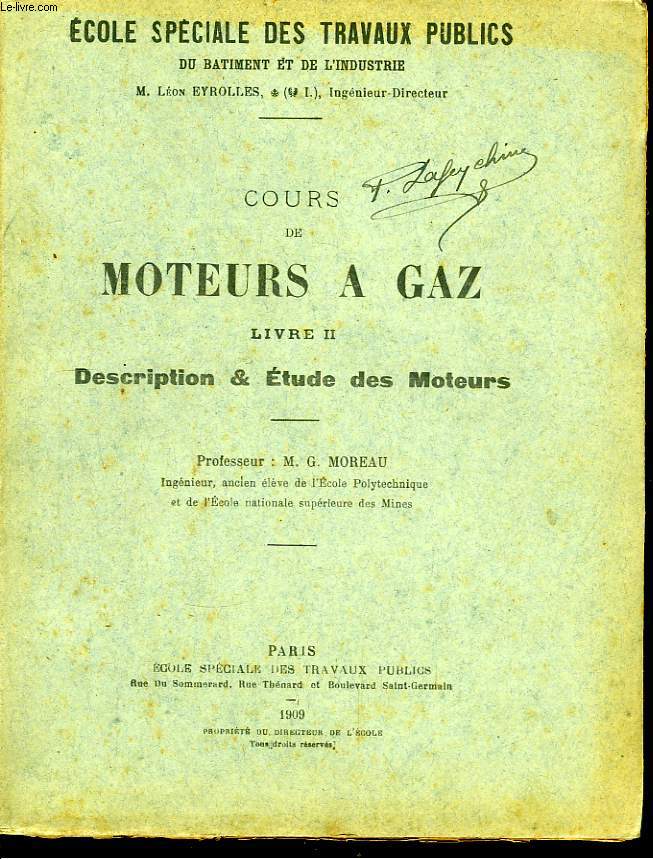 Le-livre.com
ÉCOLE SPÉCIALE DES TRAVAUX PUBLICS
DU BATIMENT ET DE L'INDUSTRIE
M. LÉON EYROLLES, (I.), Ingénieur-Directeur
COURS
DE
MOTEURS A GAZ
LIVRE II
Description & Étude des Moteurs
Professeur : M. G. MOREAU
Ingénieur, ancien élève de l'École Polytechnique
et de l'École nationale supérieure des Mines
PARIS
ÉCOLE SPÉCIALE DES TRAVAUX PUBLICS
Rue Du Sommerard, Rue Thénard et Boulevard Saint-Germain
1909
PROPRIÉTÉ DU DIRECTEUR DE L'ÉCOLE
Tous droits réservés